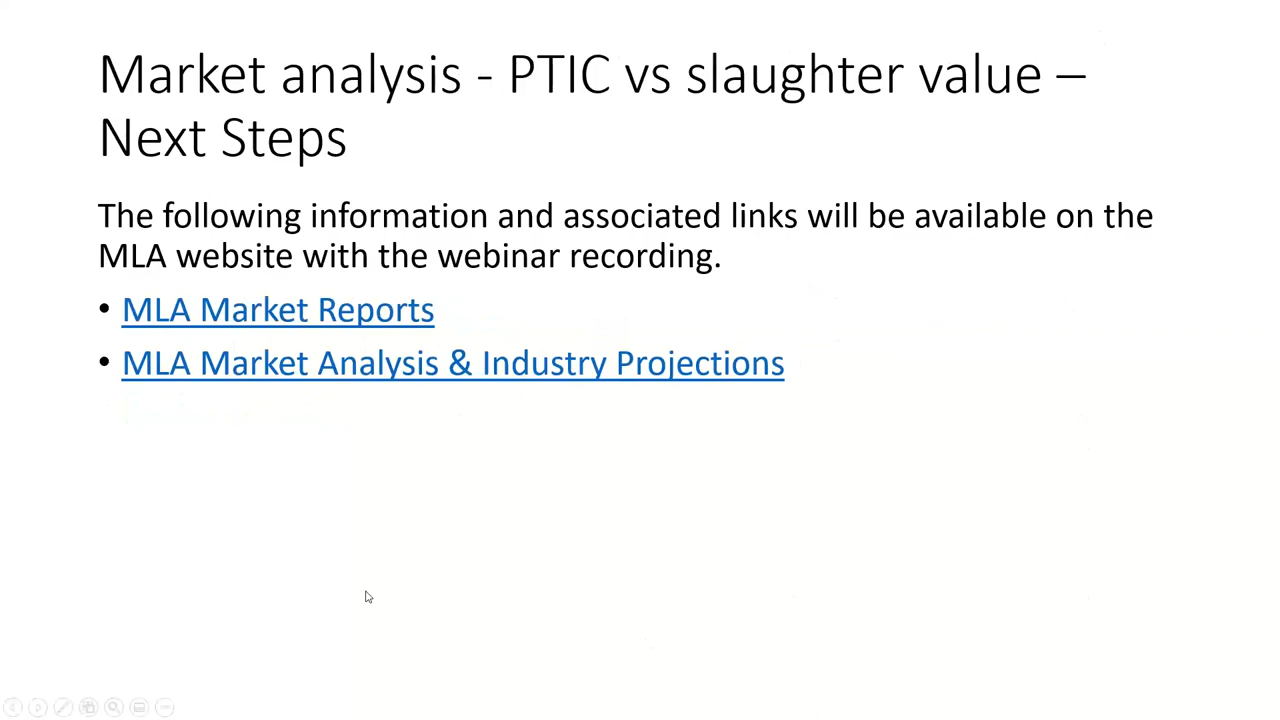 Market analysis - PTIC vs slaughter value –
Next Steps
The following information and associated links will be available on the
MLA website with the webinar recording.
• MLA Market Reports
• MLA Market Analysis & Industry Projections